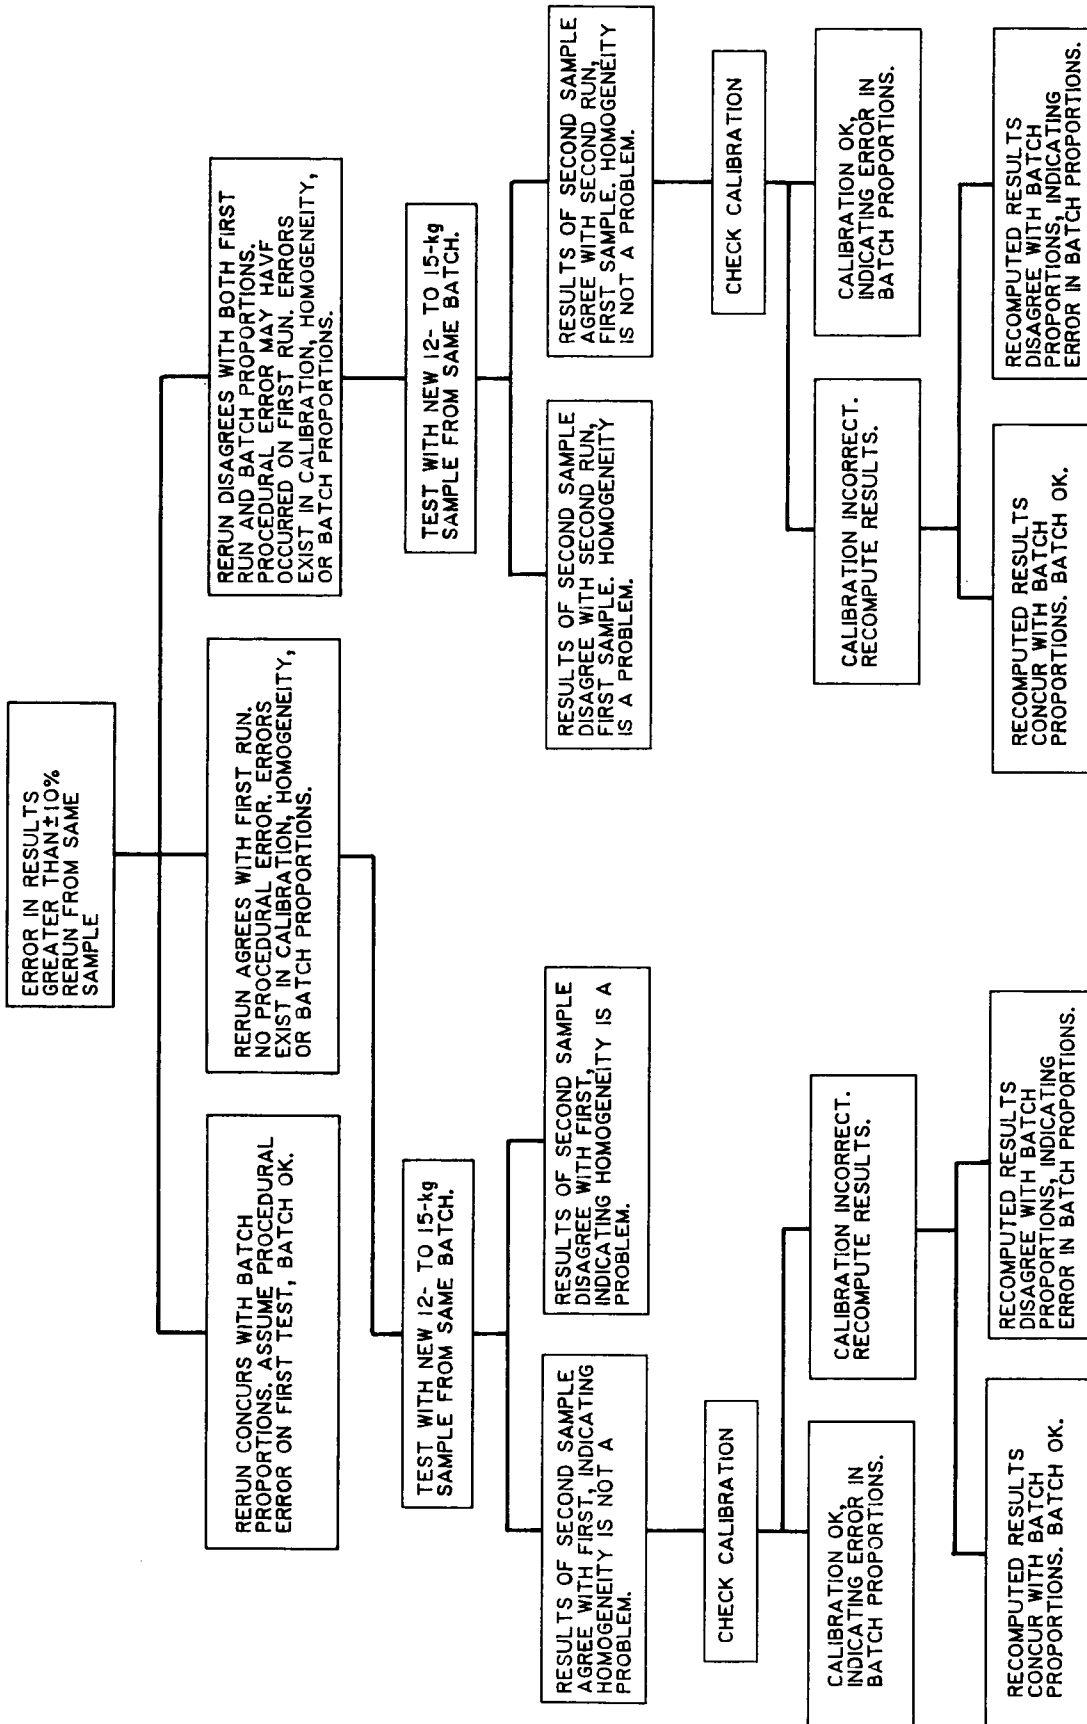 ERROR IN RESULTS
GREATER THAN ±10%
RERUN FROM SAME
SAMPLE
RERUN CONCURS WITH BATCH
PROPORTIONS. ASSUME PROCEDURAL
ERROR ON FIRST TEST, BATCH OK.
RERUN AGREES WITH FIRST RUN.
NO PROCEDURAL ERROR. ERRORS
EXIST IN CALIBRATION, HOMOGENEITY,
OR BATCH PROPORTIONS.
RERUN DISAGREES WITH BOTH FIRST
RUN AND BATCH PROPORTIONS.
PROCEDURAL ERROR MAY HAVF
OCCURRED ON FIRST RUN. ERRORS
EXIST IN CALIBRATION, HOMOGENEITY,
OR BATCH PROPORTIONS.
TEST WITH NEW 12- TO 15-kg
SAMPLE FROM SAME BATCH.
TEST WITH NEW 12- TO 15-kg
SAMPLE FROM SAME BATCH.
RESULTS OF SECOND SAMPLE
AGREE WITH FIRST, INDICATING
HOMOGENEITY IS NOT A
PROBLEM.
RESULTS OF SECOND SAMPLE
DISAGREE WITH FIRST,
INDICATING HOMOGENEITY IS A
PROBLEM.
RESULTS OF SECOND SAMPLE
DISAGREE WITH SECOND RUN,
FIRST SAMPLE. HOMOGENEITY
IS A PROBLEM.
RESULTS OF SECOND SAMPLE
AGREE WITH SECOND RUN,
FIRST SAMPLE. HOMOGENEITY
IS NOT A PROBLEM.
CHECK CALIBRATION
CHECK CALIBRATION
CALIBRATION OK,
INDICATING ERROR IN
BATCH PROPORTIONS.
CALIBRATION INCORRECT.
RECOMPUTE RESULTS.
CALIBRATION INCORRECT.
RECOMPUTE RESULTS.
CALIBRATION OK,
INDICATING ERROR IN
BATCH PROPORTIONS.
RECOMPUTED RESULTS
CONCUR WITH BATCH
PROPORTIONS. BATCH OK.
RECOMPUTED RESULTS
DISAGREE WITH BATCH
PROPORTIONS, INDICATING
ERROR IN BATCH PROPORTIONS.
RECOMPUTED RESULTS
CONCUR WITH BATCH
PROPORTIONS. BATCH OK.
RECOMPUTED RESULTS
DISAGREE WITH BATCH
PROPORTIONS, INDICATING
ERROR IN BATCH PROPORTIONS.